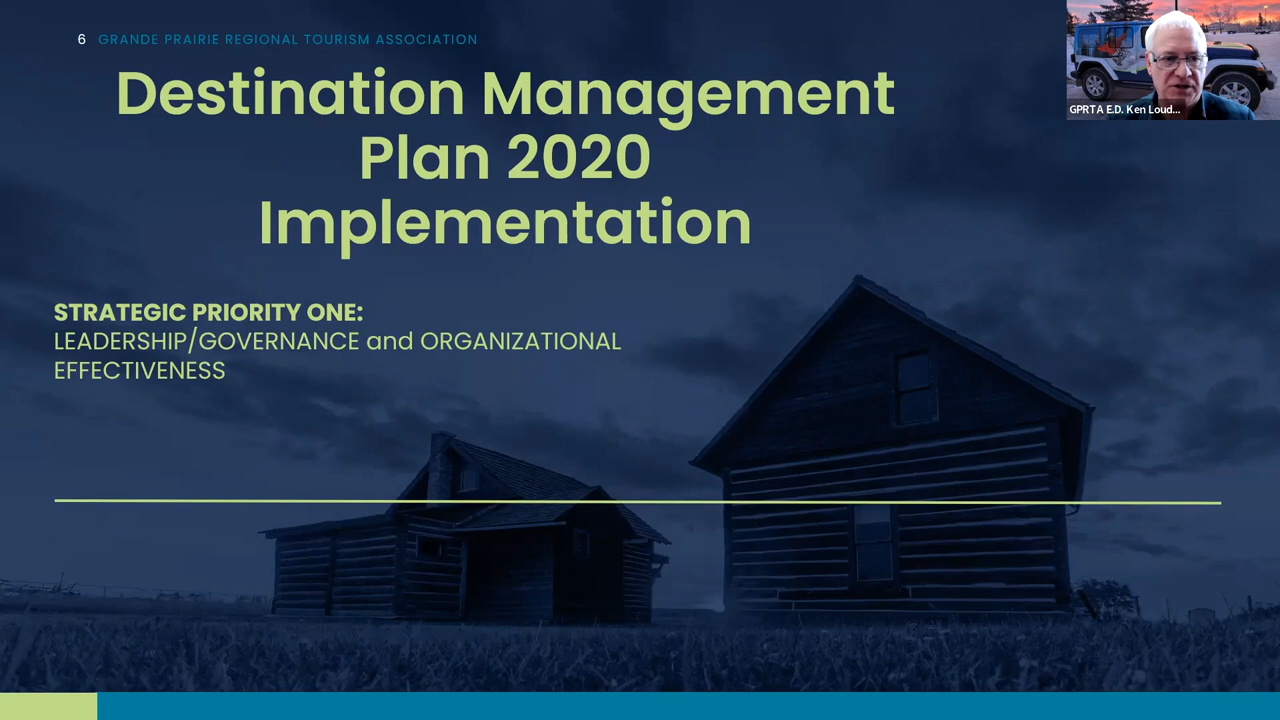 6 GRANDE PRAIRIE REGIONAL TOURISM ASSOCIATION
Destination Management
Plan 2020
Implementation
GPRTA E.D. Ken Loud...
STRATEGIC PRIORITY ONE:
LEADERSHIP/GOVERNANCE and ORGANIZATIONAL
EFFECTIVENESS